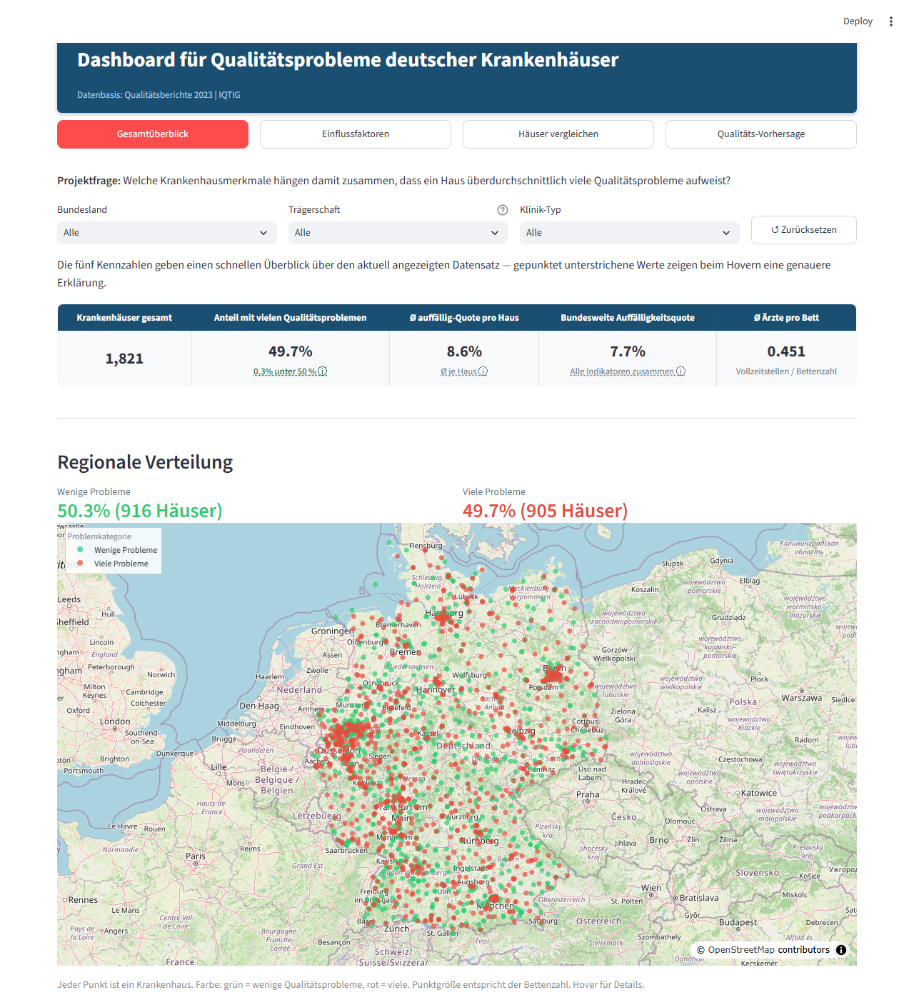 Deploy
Dashboard für Qualitätsprobleme deutscher Krankenhäuser
Datenbasis: Qualitätsberichte 2023 | IQTIG
Gesamtüberblick
Einflussfaktoren
Häuser vergleichen
Qualitäts-Vorhersage
Projektfrage: Welche Krankenhausmerkmale hängen damit zusammen, dass ein Haus überdurchschnittlich viele Qualitätsprobleme aufweist?
Bundesland
Trägerschaft
Klinik-Typ
Alle
Alle
Alle
↺ Zurücksetzen
Die fünf Kennzahlen geben einen schnellen Überblick über den aktuell angezeigten Datensatz — gepunktet unterstrichene Werte zeigen beim Hovern eine genauere
Erklärung.
Krankenhäuser gesamt
Anteil mit vielen Qualitätsproblemen
Ø auffällig-Quote pro Haus
Bundesweite Auffälligkeitsquote
Ø Ärzte pro Bett
1,821
49.7%
0.3% unter 50 % ⓘ
8.6%
Ø je Haus ⓘ
7.7%
Alle Indikatoren zusammen ⓘ
0.451
Vollzeitstellen / Bettenzahl
Regionale Verteilung
Wenige Probleme
50.3% (916 Häuser)
Viele Probleme
49.7% (905 Häuser)
Problemkategorie
Wenige Probleme
Viele Probleme
Flensburg
Schleswig-
Holstein
Lübeck
Mecklenburg-
Vorpommern
Hamburg
Bremerhaven
Groningen
Oldenburg
Bremen
Assen
Niedersachsen
Zwolle
Haarlem
Nederland
Osnabrück
Hannover
Wolfsburg
Berlin
Potsdam
Den Haag
Arnhem
Münster
Bielefeld
Sachsen-
Anhalt
Middelburg
Eindhoven
Brugge
Vlaanderen
Düsseldorf
Kassel
Leipzig
Cottbus
Chóśebuz
Deutschland
Aachen
Bonn
Siegen
Thüringen
Sachsen
Chemnitz
Dunkerque
Lille
Mons
België /
Belgique /
Belgien
Koblenz
Hessen
Hauts-de-
France
Lëtzebuerg
Frankfurt am
Main
Würzburg
Mannheim
Nürnberg
Saarbrücken
Karlsruhe
Baden-Württemberg
Bayern
Ingolstadt
Augsburg
Ulm
München
Freiburg
im Breisgau
Basel
Zürich
St. Gallen
Salzburg
Tirol
Schweiz/
Suisse/Svizzera/
Leeds
Hull
Lincoln
England
Peterborough
Norwich
Milton
Keynes
Cambridge
Colchester
Oxford
London
Southend-
on-Sea
Brighton
Portsmouth
Le Havre
Rouen
Normandie
Paris
Reims
Grand Est
Rennes
Le Mans
Angers
Pays de
la Loire
Centre-Val
de Loire
Bourgogne-
Franche-
Comté
Besançon
France
Калининградская
область
Słupsk
Gdynia
Elbląg
Koszalin
województwo
pomorskie
województwo
warmińsko-
mazurskie
województwo
zachodniopomorskie
Grudziądz
województwo
kujawsko-
pomorskie
Gorzów
Wielkopolski
województwo
lubuskie
województwo
wielkopolskie
Płock
Warszawa
Siedlce
Polska
Zielona
Góra
Kalisz
województwo
łódzkie
Radom
województwo
dolnośląskie
Częstochowa
województwo
opolskie
województwo
świętokrzyskie
Ústí nad
Labem
Hradec
Králové
Katowice
Praha
Ostrava
województwo
małopolskie
Česko
Olomouc
Plzeňský
kraj
Jihlava
Brno
Zlín
Žilina
Prešovský
kraj
Jihočeský
kraj
Slovensko
Košice
Wien
St. Pölten
Bratislava
Miskolc
Oberösterreich
Österreich
Győr
Budapest
Debrecen
Szombathely
Steiermark
Alföld és
Kecskemét
© OpenStreetMap contributors
Jeder Punkt ist ein Krankenhaus. Farbe: grün = wenige Qualitätsprobleme, rot = viele. Punktgröße entspricht der Bettenzahl. Hover für Details.